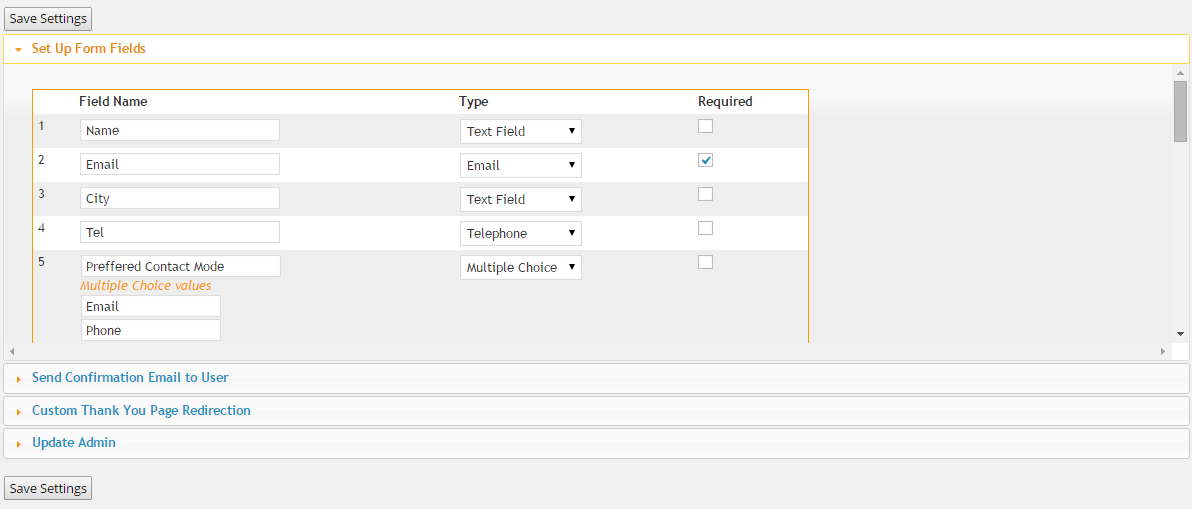 Save Settings
Set Up Form Fields
Field Name Type Required
1 Name Text Field
2 Email Email
3 City Text Field
4 Tel Telephone
5 Preffered Contact Mode Multiple Choice
Multiple Choice values
Email
Phone
Send Confirmation Email to User
Custom Thank You Page Redirection
Update Admin
Save Settings